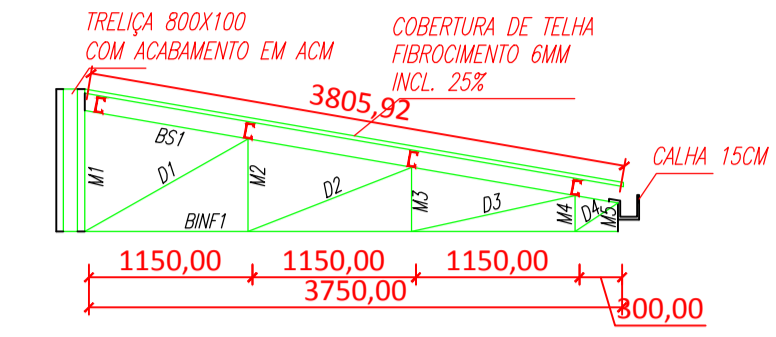 TRELIÇA 800X100
COM ACABAMENTO EM ACM
COBERTURA DE TELHA
FIBROCIMENTO 6MM
INCL. 25%
3805,92
CALHA 15CM
BS1
M1
D1
M2
D2
M3
D3
M4
D4
M5
BINF1
1150,00
1150,00
1150,00
3750,00
300,00